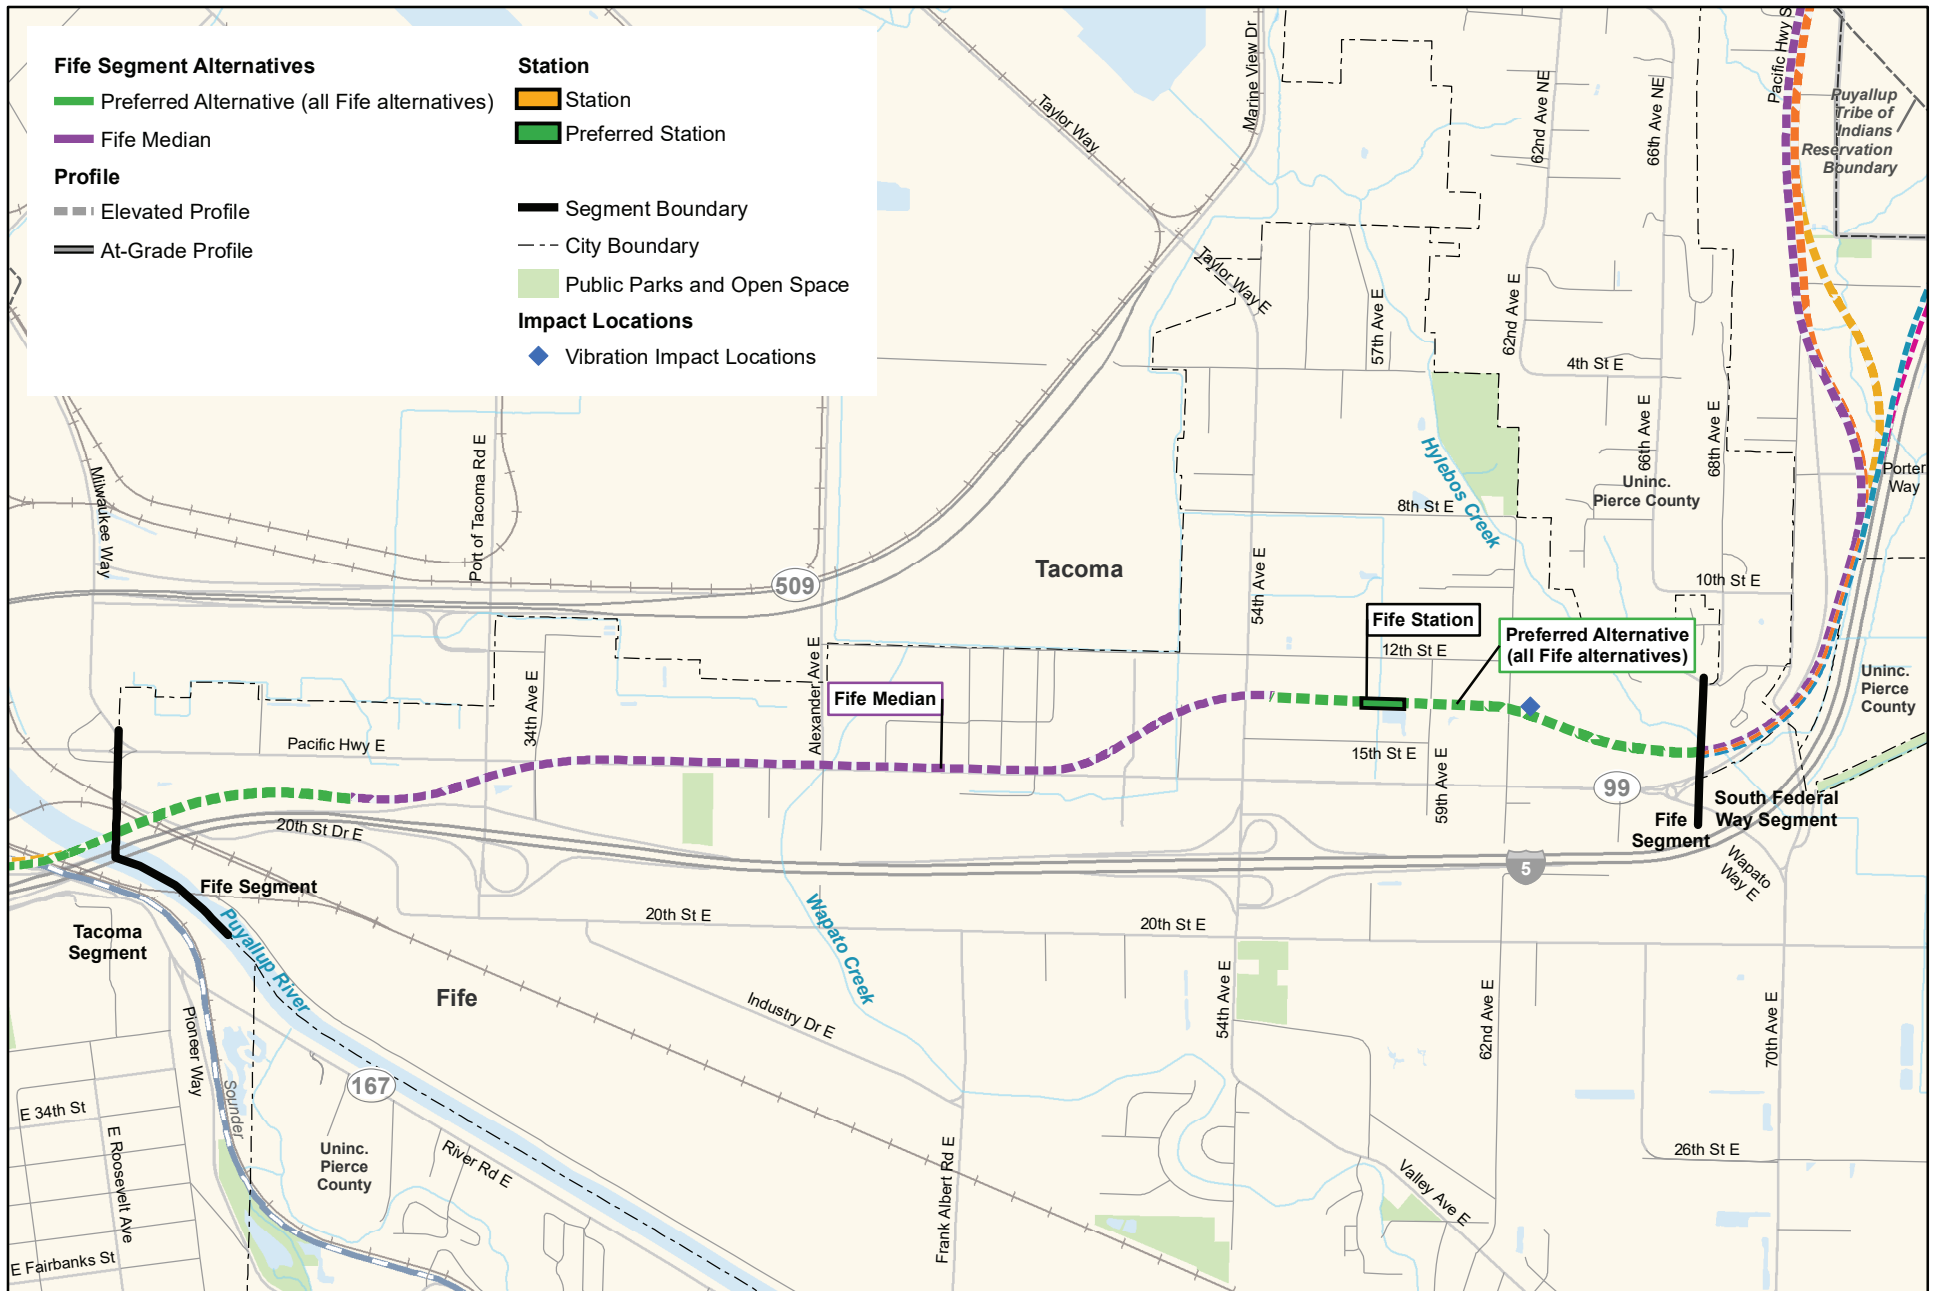 Fife Segment Alternatives
Preferred Alternative (all Fife alternatives)
Fife Median
Profile
Elevated Profile
At-Grade Profile
Station
Station
Preferred Station
Segment Boundary
City Boundary
Public Parks and Open Space
Impact Locations
Vibration Impact Locations
Taylor Way
Marine View Dr
62nd Ave NE
66th Ave NE
Pacific Hwy S
Puyallup
Tribe of
Indians
Reservation
Boundary
Taylor Way E
57th Ave E
62nd Ave E
4th St E
66th Ave E
68th Ave E
Hylebos Creek
Uninc.
Pierce County
Porter
Way
8th St E
Milwaukee Way
Port of Tacoma Rd E
509
Tacoma
54th Ave E
10th St E
Fife Station
Preferred Alternative
(all Fife alternatives)
12th St E
Uninc.
Pierce
County
34th Ave E
Alexander Ave E
Fife Median
Pacific Hwy E
15th St E
59th Ave E
99
South Federal
Way Segment
Fife
Segment
20th St Dr E
5
Wapato
Way E
Fife Segment
Tacoma
Segment
Puyallup River
20th St E
Wapato Creek
20th St E
Fife
Industry Dr E
54th Ave E
62nd Ave E
70th Ave E
Pioneer Way
Sounder
167
E 34th St
E Roosevelt Ave
Uninc.
Pierce
County
River Rd E
Frank Albert Rd E
Valley Ave E
26th St E
E Fairbanks St